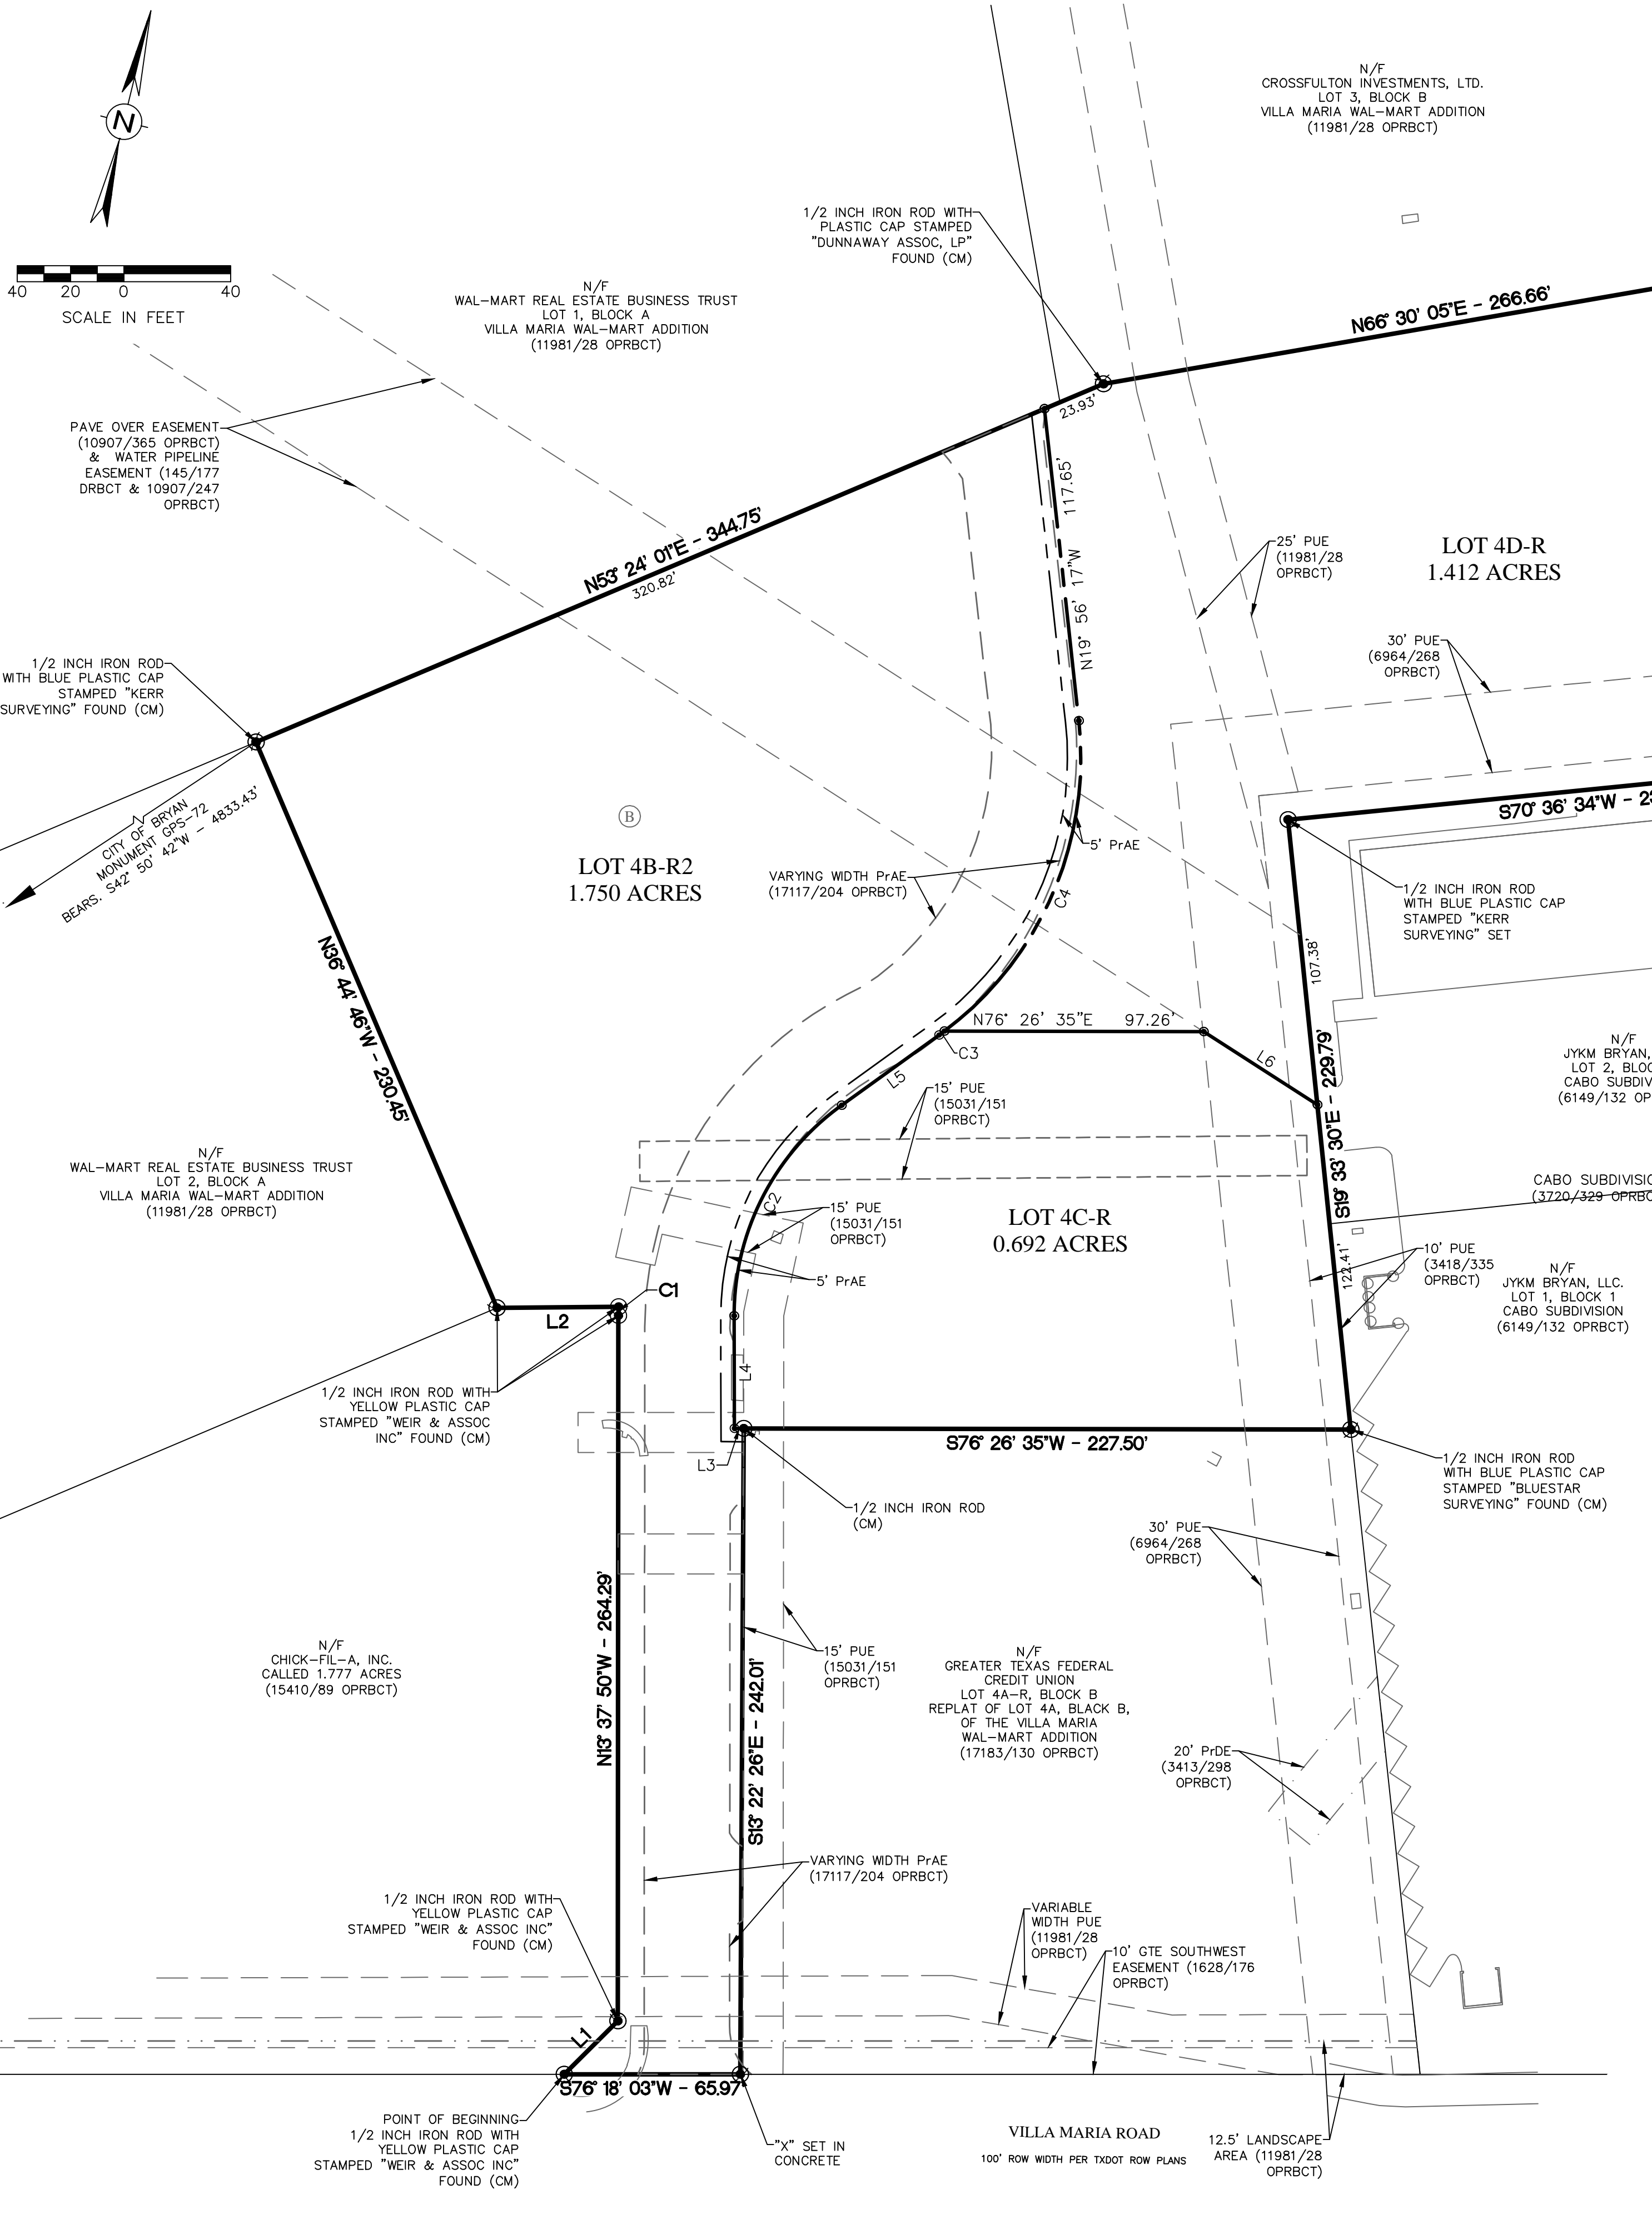 N
40 20 0 40
SCALE IN FEET
N/F
CROSSFULTON INVESTMENTS, LTD.
LOT 3, BLOCK B
VILLA MARIA WAL-MART ADDITION
(11981/28 OPRBCT)
1/2 INCH IRON ROD WITH
PLASTIC CAP STAMPED
"DUNNAWAY ASSOC, LP"
FOUND (CM)
N/F
WAL-MART REAL ESTATE BUSINESS TRUST
LOT 1, BLOCK A
VILLA MARIA WAL-MART ADDITION
(11981/28 OPRBCT)
N66° 30' 05"E - 266.66'
23.93'
PAVE OVER EASEMENT
(10907/365 OPRBCT)
& WATER PIPELINE
EASEMENT (145/177
DRBCT & 10907/247
OPRBCT)
N53° 24' 01"E - 344.75'
320.82'
117.65'
N19° 56' 17"W
25' PUE
(11981/28
OPRBCT)
LOT 4D-R
1.412 ACRES
30' PUE
(6964/268
OPRBCT)
1/2 INCH IRON ROD
WITH BLUE PLASTIC CAP
STAMPED "KERR
SURVEYING" FOUND (CM)
CITY OF BRYAN
MONUMENT GPS-72
BEARS. S42° 50' 42"W - 4833.43'
B
LOT 4B-R2
1.750 ACRES
VARYING WIDTH PrAE
(17117/204 OPRBCT)
5' PrAE
C4
S70° 36' 34"W - 23
1/2 INCH IRON ROD
WITH BLUE PLASTIC CAP
STAMPED "KERR
SURVEYING" SET
107.38'
N36° 44' 46"W - 230.45'
N76° 26' 35"E 97.26'
C3
L6
L5
S19° 33' 30"E - 229.79'
15' PUE
(15031/151
OPRBCT)
N/F
JYKM BRYAN,
LOT 2, BLOC
CABO SUBDIV
(6149/132 OP
N/F
WAL-MART REAL ESTATE BUSINESS TRUST
LOT 2, BLOCK A
VILLA MARIA WAL-MART ADDITION
(11981/28 OPRBCT)
CABO SUBDIVISIO
(3720/329 OPRBC
C2
15' PUE
(15031/151
OPRBCT)
LOT 4C-R
0.692 ACRES
5' PrAE
122.41'
10' PUE
(3418/335
OPRBCT)
N/F
JYKM BRYAN, LLC.
LOT 1, BLOCK 1
CABO SUBDIVISION
(6149/132 OPRBCT)
C1
L2
L4
1/2 INCH IRON ROD WITH
YELLOW PLASTIC CAP
STAMPED "WEIR & ASSOC
INC" FOUND (CM)
S76° 26' 35"W - 227.50'
L3
1/2 INCH IRON ROD
(CM)
1/2 INCH IRON ROD
WITH BLUE PLASTIC CAP
STAMPED "BLUESTAR
SURVEYING" FOUND (CM)
30' PUE
(6964/268
OPRBCT)
N13° 37' 50"W - 264.29'
S13° 22' 26"E - 242.01'
N/F
CHICK-FIL-A, INC.
CALLED 1.777 ACRES
(15410/89 OPRBCT)
15' PUE
(15031/151
OPRBCT)
N/F
GREATER TEXAS FEDERAL
CREDIT UNION
LOT 4A-R, BLOCK B
REPLAT OF LOT 4A, BLACK B,
OF THE VILLA MARIA
WAL-MART ADDITION
(17183/130 OPRBCT)
20' PrDE
(3413/298
OPRBCT)
VARYING WIDTH PrAE
(17117/204 OPRBCT)
1/2 INCH IRON ROD WITH
YELLOW PLASTIC CAP
STAMPED "WEIR & ASSOC INC"
FOUND (CM)
VARIABLE
WIDTH PUE
(11981/28
OPRBCT)
10' GTE SOUTHWEST
EASEMENT (1628/176
OPRBCT)
L1
S76° 18' 03"W - 65.97'
POINT OF BEGINNING
1/2 INCH IRON ROD WITH
YELLOW PLASTIC CAP
STAMPED "WEIR & ASSOC INC"
FOUND (CM)
"X" SET IN
CONCRETE
VILLA MARIA ROAD
100' ROW WIDTH PER TXDOT ROW PLANS
12.5' LANDSCAPE
AREA (11981/28
OPRBCT)